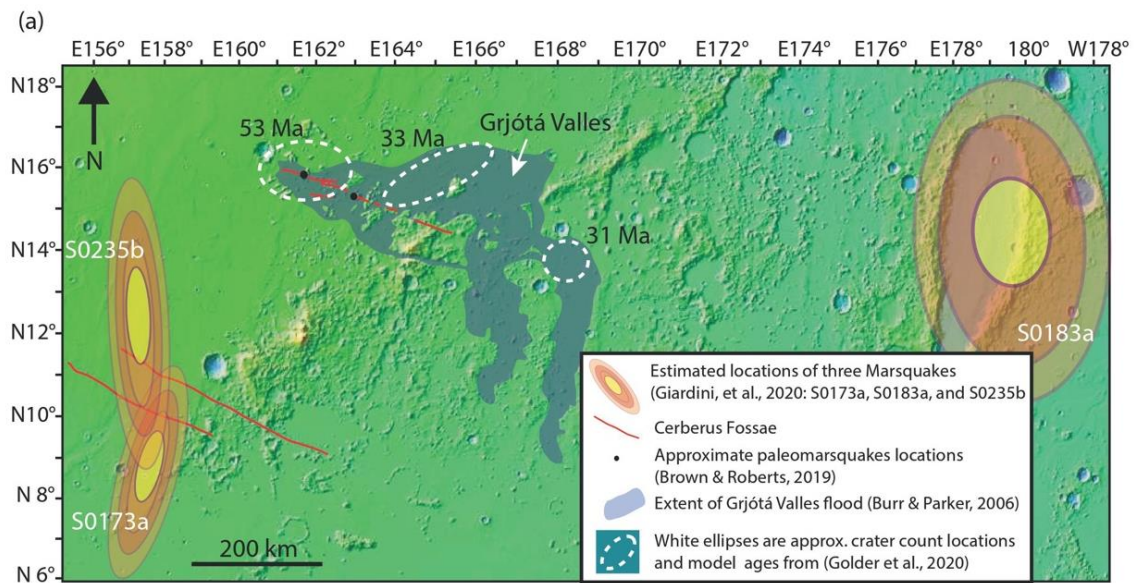 (a)
E156° E158° E160° E162° E164° E166° E168° E170° E172° E174° E176° E178° 180° W178°
N18°
N
53 Ma
33 Ma
Grjótá Valles
N16°
N14°
31 Ma
S0235b
N12°
S0183a
N10°
N 8°
S0173a
N 6°
200 km
Estimated locations of three Marsquakes
(Giardini, et al., 2020: S0173a, S0183a, and S0235b)
Cerberus Fossae
Approximate paleomarsquakes locations
(Brown & Roberts, 2019)
Extent of Grjótá Valles flood (Burr & Parker, 2006)
White ellipses are approx. crater count locations
and model ages from (Golder et al., 2020)